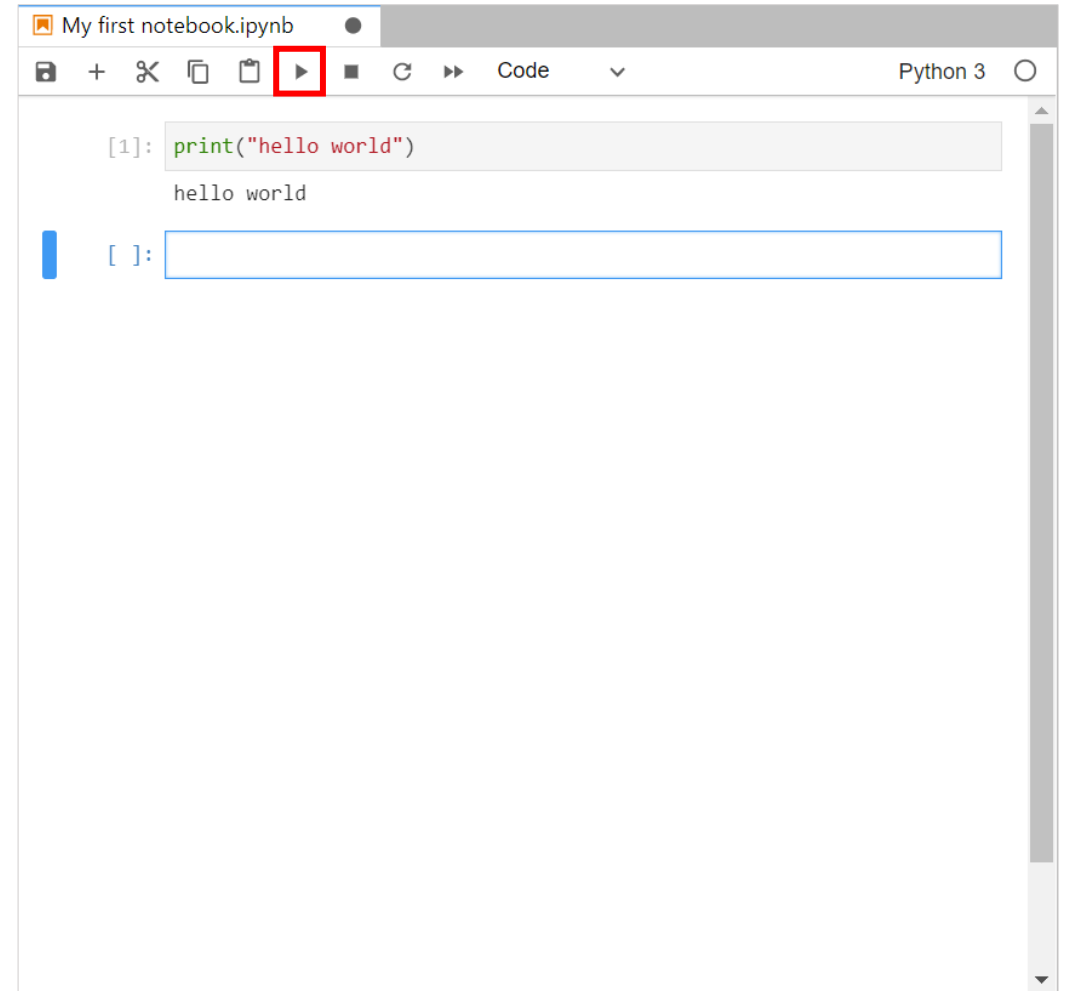 My first notebook.ipynb
Code Python 3
[1]: print("hello world")
hello world
[ ]: